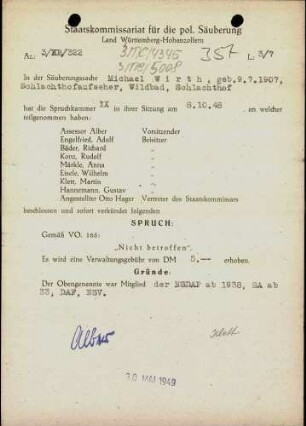 Staatskommissariat für die pol. Säuberung
Land Württemberg-Hohenzollern
Az: 3/KR/322
L 3/7
In der Säuberungssache Michael Wirth, geb. 9.7.1907,
Schlachthofaufseher, Wildbad, Schlachthof
hat die Spruchkammer IX in ihrer Sitzung am 8.10.48 , an welcher
teilgenommen haben:
Assessor Alber Vorsitzender
Engelfried, Adolf Beisitzer
Bäder, Richard "
Konz, Rudolf "
Märkle, Anna "
Eisele, Wilhelm "
Klett, Martin "
Hannemann, Gustav "
Angestellter Otto Hager Vertreter des Staatskommissars
beschlossen und sofort verkündet folgenden
SPRUCH:
Gemäß VO. 165:
„Nicht betroffen".
Es wird eine Verwaltungsgebühr von DM 5.-- erhoben.
Gründe:
Der Obengenannte war Mitglied der NSDAP ab 1938, SA ab
33, DAF, NSV.
Alber
Klett
30 MAI 1949